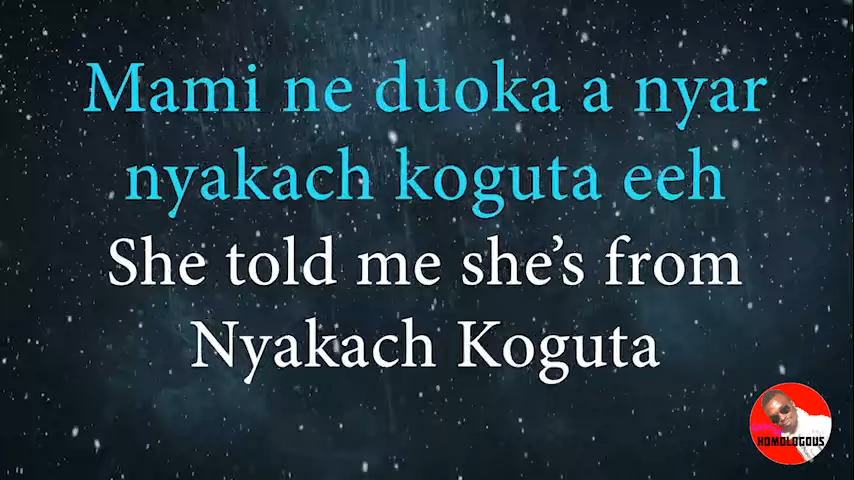 Mami ne duoka a nyar
nyakach koguta eeh
She told me she's from
Nyakach Koguta
HOMOLOGOUS